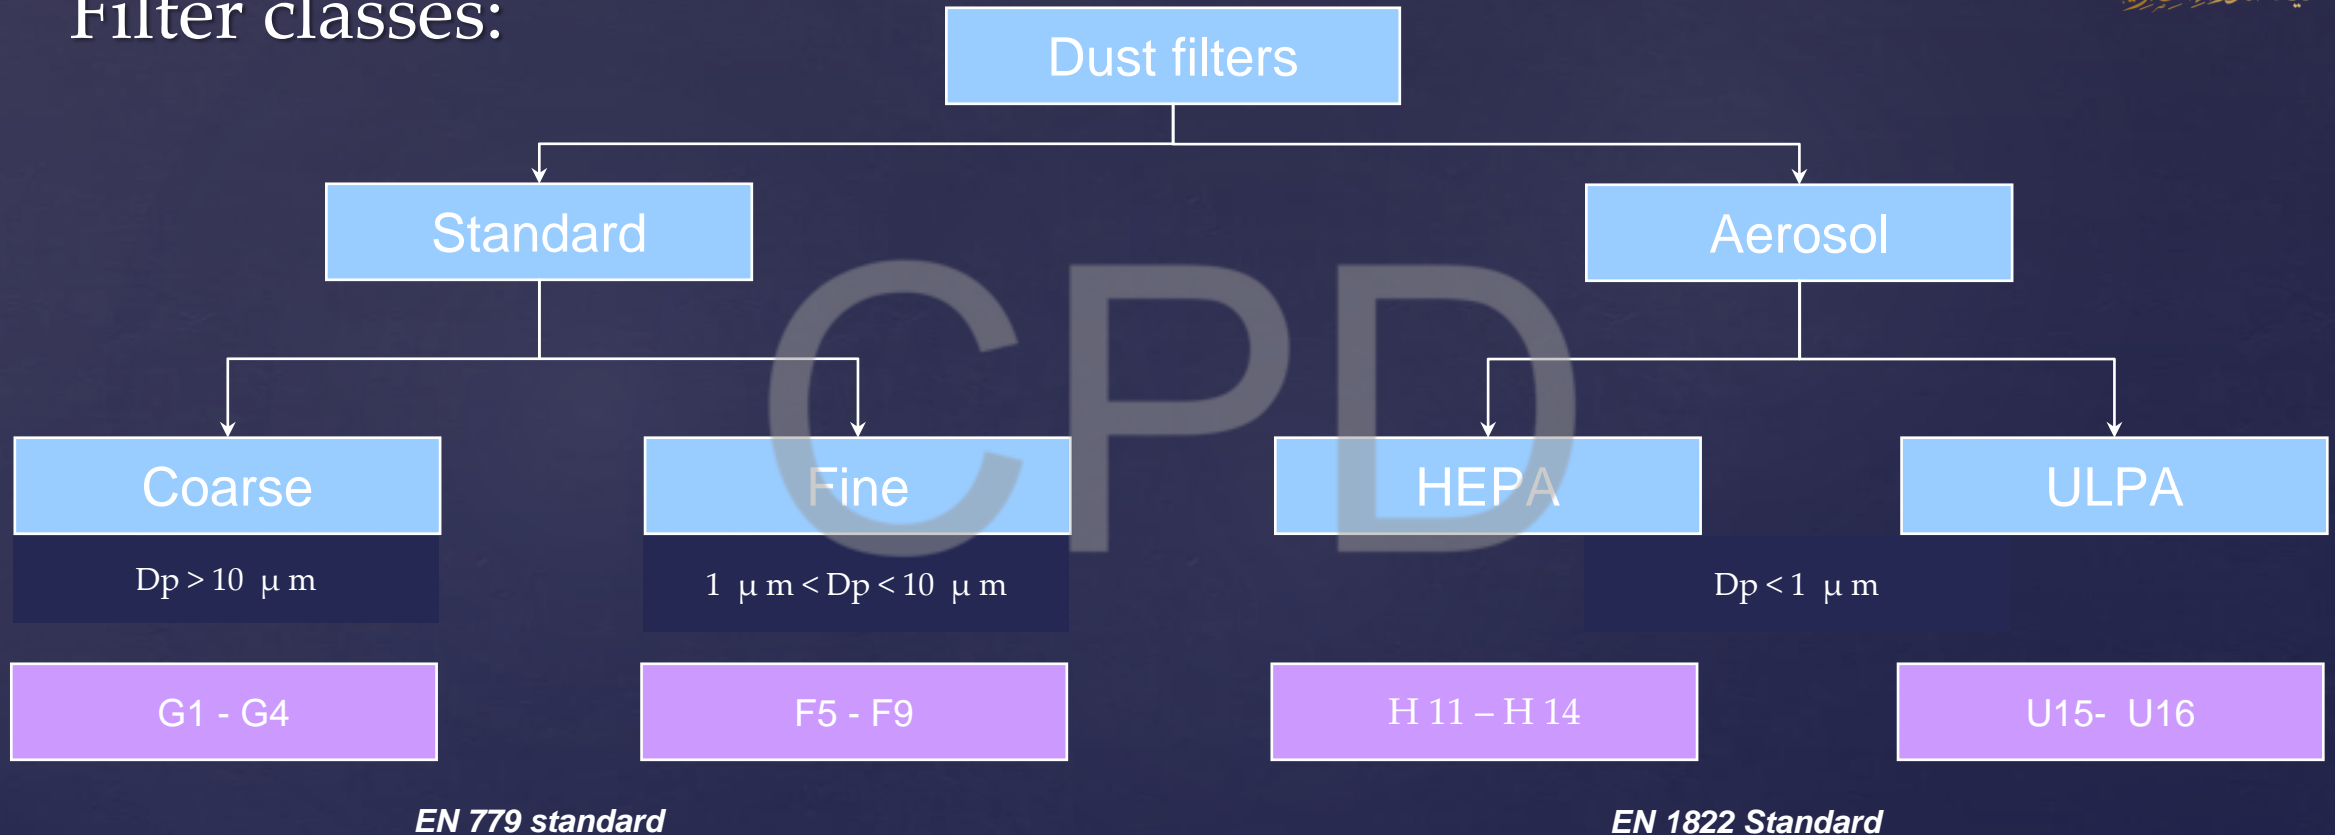 Filter classes:
Dust filters
Standard
Aerosol
CPD
Coarse
Fine
HEPA
ULPA
Dp > 10 μ m
1 μ m < Dp < 10 μ m
Dp < 1 μ m
G1 - G4
F5 - F9
H 11 – H 14
U15- U16
EN 779 standard
EN 1822 Standard